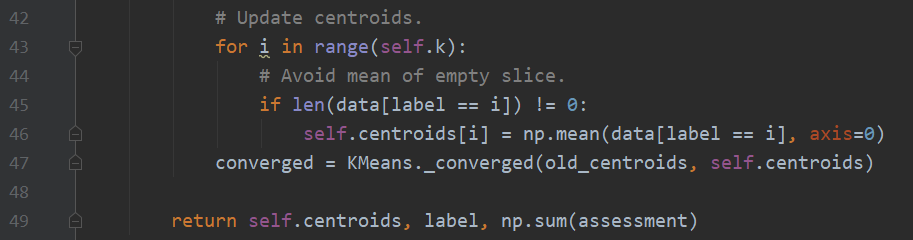 42 # Update centroids.
43 for i in range(self.k):
44 # Avoid mean of empty slice.
45 if len(data[label == i]) != 0:
46 self.centroids[i] = np.mean(data[label == i], axis=0)
47 converged = KMeans._converged(old_centroids, self.centroids)
48
49 return self.centroids, label, np.sum(assessment)